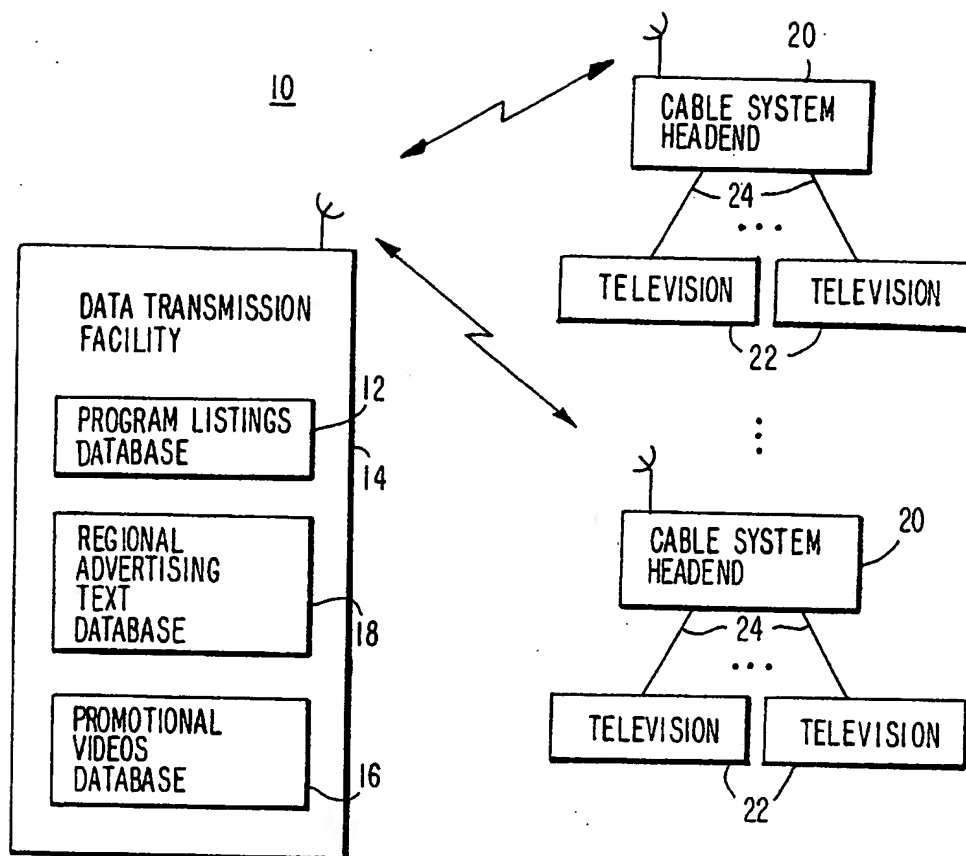 10
DATA TRANSMISSION
FACILITY
PROGRAM LISTINGS
DATABASE
12
14
REGIONAL
ADVERTISING
TEXT
DATABASE
18
PROMOTIONAL
VIDEOS
DATABASE
16
20
CABLE SYSTEM
HEADEND
24
TELEVISION
TELEVISION
22
CABLE SYSTEM
HEADEND
20
24
TELEVISION
TELEVISION
22